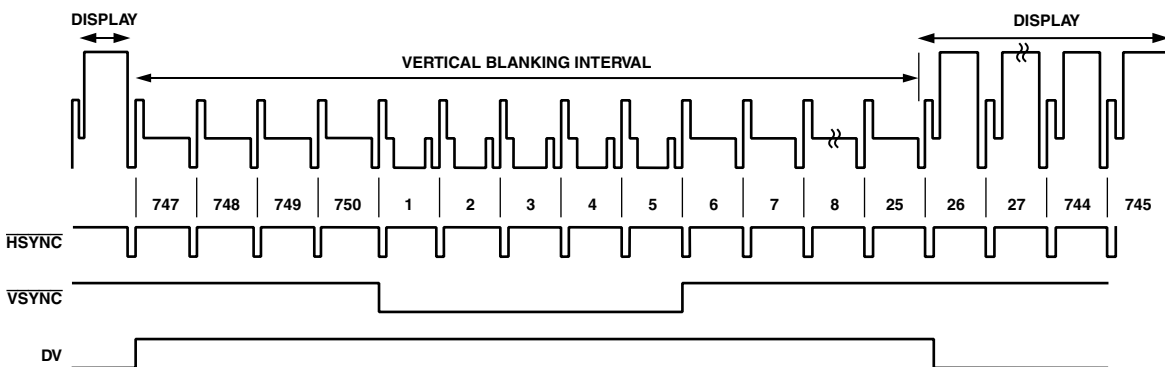 DISPLAY
DISPLAY
VERTICAL BLANKING INTERVAL
747 748 749 750 1 2 3 4 5 6 7 8 25 26 27 744 745
HSYNC
VSYNC
DV